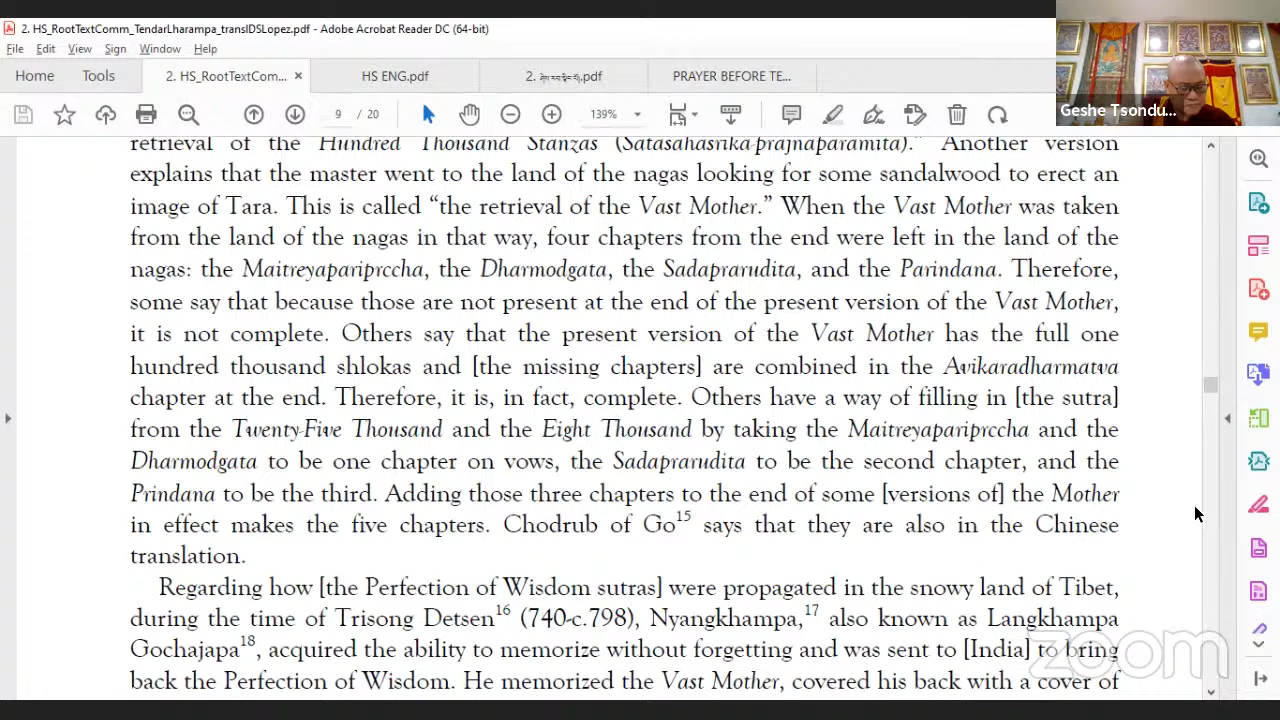 2. HS_RootTextComm_TendarLharampa_translDSLopez.pdf - Adobe Acrobat Reader DC (64-bit)
File Edit View Sign Window Help
Home Tools 2. HS_RootTextCom... × HS ENG.pdf PRAYER BEFORE TE...
9 / 20 139%
Geshe Tsondu...
retrieval of the Hundred Thousand Stanzas (Satasahasrika-prajnaparamita)." Another version
explains that the master went to the land of the nagas looking for some sandalwood to erect an
image of Tara. This is called “the retrieval of the Vast Mother.” When the Vast Mother was taken
from the land of the nagas in that way, four chapters from the end were left in the land of the
nagas: the Maitreyapariprccha, the Dharmodgata, the Sadaprarudita, and the Parindana. Therefore,
some say that because those are not present at the end of the present version of the Vast Mother,
it is not complete. Others say that the present version of the Vast Mother has the full one
hundred thousand shlokas and [the missing chapters] are combined in the Avikaradharmatva
chapter at the end. Therefore, it is, in fact, complete. Others have a way of filling in [the sutra]
from the Twenty-Five Thousand and the Eight Thousand by taking the Maitreyapariprccha and the
Dharmodgata to be one chapter on vows, the Sadaprarudita to be the second chapter, and the
Prindana to be the third. Adding those three chapters to the end of some [versions of] the Mother
in effect makes the five chapters. Chodrub of Go15 says that they are also in the Chinese
translation.
Regarding how [the Perfection of Wisdom sutras] were propagated in the snowy land of Tibet,
during the time of Trisong Detsen16 (740-c.798), Nyangkhampa,17 also known as Langkhampa
Gochajapa18, acquired the ability to memorize without forgetting and was sent to [India] to bring
back the Perfection of Wisdom. He memorized the Vast Mother, covered his back with a cover of
zoom